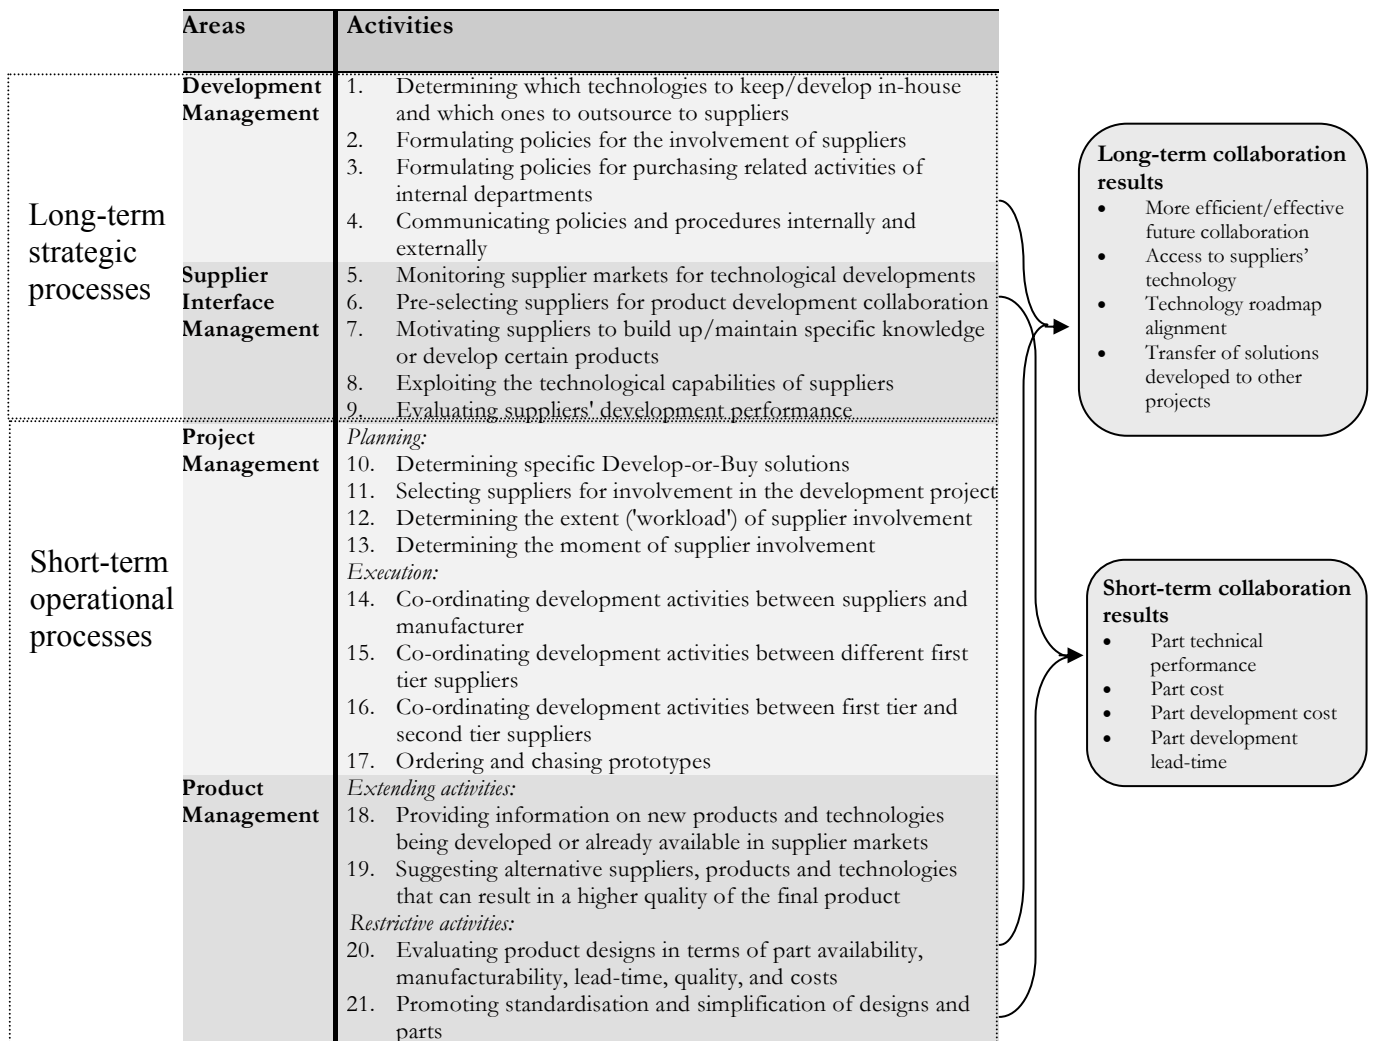 Areas
Activities
Long-term
strategic
processes
Development
Management
1. Determining which technologies to keep/develop in-house
and which ones to outsource to suppliers
2. Formulating policies for the involvement of suppliers
3. Formulating policies for purchasing related activities of
internal departments
4. Communicating policies and procedures internally and
externally
Supplier
Interface
Management
5. Monitoring supplier markets for technological developments
6. Pre-selecting suppliers for product development collaboration
7. Motivating suppliers to build up/maintain specific knowledge
or develop certain products
8. Exploiting the technological capabilities of suppliers
9. Evaluating suppliers' development performance
Short-term
operational
processes
Project
Management
Planning:
10. Determining specific Develop-or-Buy solutions
11. Selecting suppliers for involvement in the development project
12. Determining the extent ('workload') of supplier involvement
13. Determining the moment of supplier involvement
Execution:
14. Co-ordinating development activities between suppliers and
manufacturer
15. Co-ordinating development activities between different first
tier suppliers
16. Co-ordinating development activities between first tier and
second tier suppliers
17. Ordering and chasing prototypes
Product
Management
Extending activities:
18. Providing information on new products and technologies
being developed or already available in supplier markets
19. Suggesting alternative suppliers, products and technologies
that can result in a higher quality of the final product
Restrictive activities:
20. Evaluating product designs in terms of part availability,
manufacturability, lead-time, quality, and costs
21. Promoting standardisation and simplification of designs and
parts
Long-term collaboration
results
• More efficient/effective
future collaboration
• Access to suppliers'
technology
• Technology roadmap
alignment
• Transfer of solutions
developed to other
projects
Short-term collaboration
results
• Part technical
performance
• Part cost
• Part development cost
• Part development
lead-time